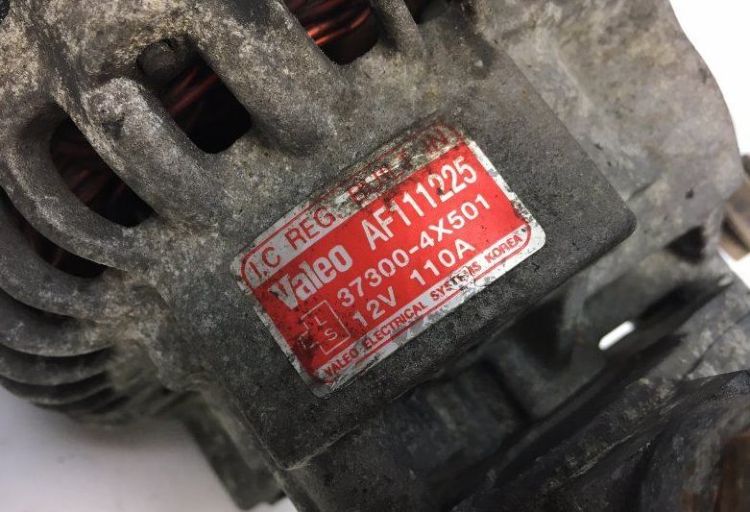 I.C REG.
Valeo AF111225
37300-4X501
12V 110A
L
S
VALEO ELECTRICAL SYSTEMS KOREA